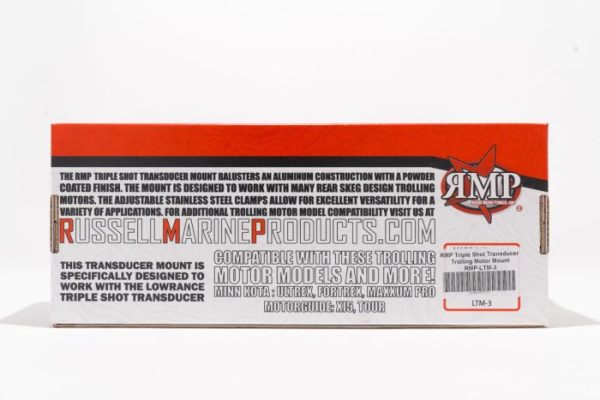 THE RMP TRIPLE SHOT TRANSDUCER MOUNT BALUSTERS AN ALUMINUM CONSTRUCTION WITH A POWDER
COATED FINISH. THE MOUNT IS DESIGNED TO WORK WITH MANY REAR SKEG DESIGN TROLLING
MOTORS. THE ADJUSTABLE STAINLESS STEEL CLAMPS ALLOW FOR EXCELLENT VERSATILITY FOR A
VARIETY OF APPLICATIONS. FOR ADDITIONAL TROLLING MOTOR MODEL COMPATIBILITY VISIT US AT
RUSSELLMARINEPRODUCTS.COM
THIS TRANSDUCER MOUNT IS
SPECIFICALLY DESIGNED TO
WORK WITH THE LOWRANCE
TRIPLE SHOT TRANSDUCER
COMPATIBLE WITH THESE TROLLING
MOTOR MODELS AND MORE!
MINN KOTA: ULTREX, FORTREX, MAXXUM PRO
MOTORGUIDE: XI5, TOUR
RMP
RMP Triple Shot Transducer
Trolling Motor Mount
RMP-LTM-3
LTM-3